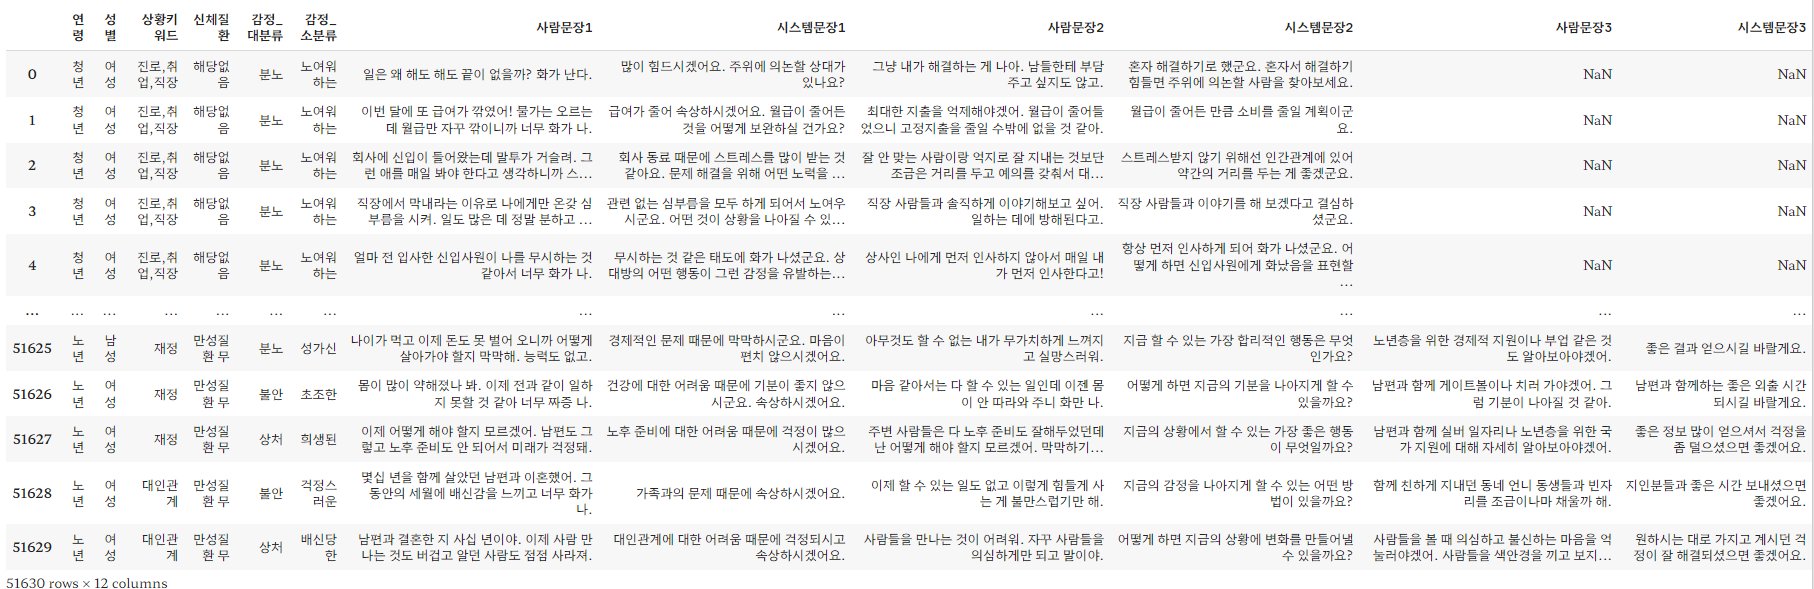 연령 성별 상황키워드 신체질환 감정_대분류 감정_소분류 사람문장1 시스템문장1 사람문장2 시스템문장2 사람문장3 시스템문장3
0 청년 여성 진로,취업,직장 해당없음 분노 노여워하는 일은 왜 해도 해도 끝이 없을까? 화가 난다. 많이 힘드시겠어요. 주위에 의논할 상대가 있나요? 그냥 내가 해결하는 게 나아. 남들한테 부담 주고 싶지도 않고. 혼자 해결하기로 했군요. 혼자서 해결하기 힘들면 주위에 의논할 사람을 찾아보세요. NaN NaN
1 청년 여성 진로,취업,직장 해당없음 분노 노여워하는 이번 달에 또 급여가 깎였어! 물가는 오르는데 월급만 자꾸 깎이니까 너무 화가 나. 급여가 줄어 속상하시겠어요. 월급이 줄어든 것을 어떻게 보완하실 건가요? 최대한 지출을 억제해야겠어. 월급이 줄어들었으니 고정지출을 줄일 수밖에 없을 것 같아. 월급이 줄어든 만큼 소비를 줄일 계획이군요. NaN NaN
2 청년 여성 진로,취업,직장 해당없음 분노 노여워하는 회사에 신입이 들어왔는데 말투가 거슬려. 그런 애를 매일 봐야 한다고 생각하니까 스... 회사 동료 때문에 스트레스를 많이 받는 것 같아요. 문제 해결을 위해 어떤 노력을 ... 잘 안 맞는 사람이랑 억지로 잘 지내는 것보단 조금은 거리를 두고 예의를 갖춰서 대... 스트레스받지 않기 위해선 인간관계에 있어 약간의 거리를 두는 게 좋겠군요. NaN NaN
3 청년 여성 진로,취업,직장 해당없음 분노 노여워하는 직장에서 막내라는 이유로 나에게만 온갖 심부름을 시켜. 일도 많은 데 정말 분하고 ... 관련 없는 심부름을 모두 하게 되어서 노여우시군요. 어떤 것이 상황을 나아질 수 있... 직장 사람들과 솔직하게 이야기해보고 싶어. 일하는 데에 방해된다고. 직장 사람들과 이야기를 해 보겠다고 결심하셨군요. NaN NaN
4 청년 여성 진로,취업,직장 해당없음 분노 노여워하는 얼마 전 입사한 신입사원이 나를 무시하는 것 같아서 너무 화가 나. 무시하는 것 같은 태도에 화가 나셨군요. 상대방의 어떤 행동이 그런 감정을 유발하는... 상사인 나에게 먼저 인사하지 않아서 매일 내가 먼저 인사한다고! 항상 먼저 인사하게 되어 화가 나셨군요. 어떻게 하면 신입사원에게 화났음을 표현할 ... NaN NaN
... ... ... ... ... ... ... ... ... ... ... ... ...
51625 노년 남성 재정 만성질환 무 분노 성가신 나이가 먹고 이제 돈도 못 벌어 오니까 어떻게 살아가야 할지 막막해. 능력도 없고. 경제적인 문제 때문에 막막하시군요. 마음이 편치 않으시겠어요. 아무것도 할 수 없는 내가 무가치하게 느껴지고 실망스러워. 지금 할 수 있는 가장 합리적인 행동은 무엇인가요? 노년층을 위한 경제적 지원이나 부업 같은 것도 알아보아야겠어. 좋은 결과 얻으시길 바랄게요.
51626 노년 여성 재정 만성질환 무 불안 초조한 몸이 많이 약해졌나 봐. 이제 전과 같이 일하지 못할 것 같아 너무 짜증 나. 건강에 대한 어려움 때문에 기분이 좋지 않으시군요. 속상하시겠어요. 마음 같아서는 다 할 수 있는 일인데 이젠 몸이 안 따라와 주니 화만 나. 어떻게 하면 지금의 기분을 나아지게 할 수 있을까요? 남편과 함께 게이트볼이나 치러 가야겠어. 그럼 기분이 나아질 것 같아. 남편과 함께하는 좋은 외출 시간 되시길 바랄게요.
51627 노년 여성 재정 만성질환 무 상처 희생된 이제 어떻게 해야 할지 모르겠어. 남편도 그렇고 노후 준비도 안 되어서 미래가 걱정돼. 노후 준비에 대한 어려움 때문에 걱정이 많으시겠어요. 주변 사람들은 다 노후 준비도 잘해두었던데 난 어떻게 해야 할지 모르겠어. 막막하기... 지금의 상황에서 할 수 있는 가장 좋은 행동이 무엇일까요? 남편과 함께 실버 일자리나 노년층을 위한 국가 지원에 대해 자세히 알아보아야겠어. 좋은 정보 많이 얻으셔서 걱정을 좀 덜으셨으면 좋겠어요.
51628 노년 여성 대인관계 만성질환 무 불안 걱정스러운 몇십 년을 함께 살았던 남편과 이혼했어. 그동안의 세월에 배신감을 느끼고 너무 화가 나. 가족과의 문제 때문에 속상하시겠어요. 이제 할 수 있는 일도 없고 이렇게 힘들게 사는 게 불만스럽기만 해. 지금의 감정을 나아지게 할 수 있는 어떤 방법이 있을까요? 함께 친하게 지내던 동네 언니 동생들과 빈자리를 조금이나마 채울까 해. 지인분들과 좋은 시간 보내셨으면 좋겠어요.
51629 노년 여성 대인관계 만성질환 무 상처 배신당한 남편과 결혼한 지 사십 년이야. 이제 사람 만나는 것도 버겁고 알던 사람도 점점 사라져. 대인관계에 대한 어려움 때문에 걱정되시고 속상하시겠어요. 사람들을 만나는 것이 어려워. 자꾸 사람들을 의심하게만 되고 말이야. 어떻게 하면 지금의 상황에 변화를 만들어낼 수 있을까요? 사람들을 볼 때 의심하고 불신하는 마음을 억눌러야겠어. 사람들을 색안경을 끼고 보지... 원하시는 대로 가지고 계시던 걱정이 잘 해결되셨으면 좋겠어요.
51630 rows × 12 columns